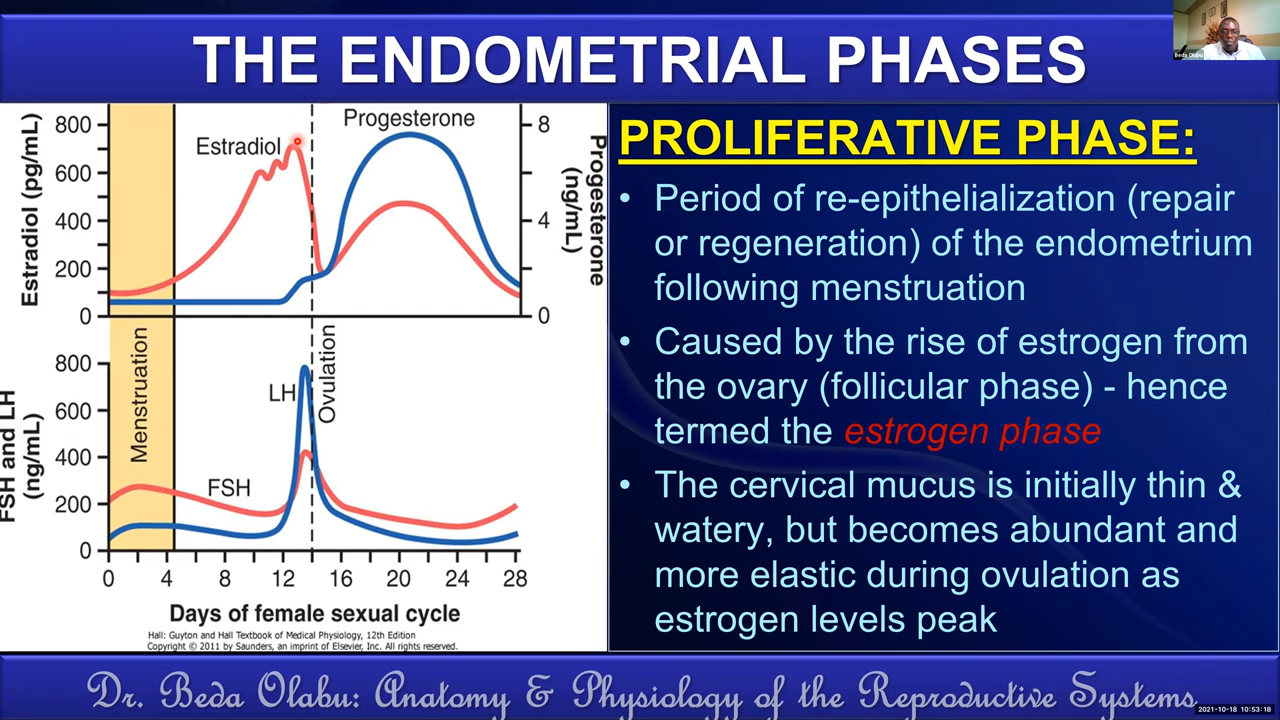 THE ENDOMETRIAL PHASES
Beda Olabu
Estradiol (pg/mL)
800
600
400
200
0
Estradiol
Progesterone
8
4
0
Progesterone
(ng/mL)
FSH and LH
(ng/mL)
800
600
400
200
0
Menstruation
FSH
LH
Ovulation
0 4 8 12 16 20 24 28
Days of female sexual cycle
Hall: Guyton and Hall Textbook of Medical Physiology, 12th Edition
Copyright © 2011 by Saunders, an imprint of Elsevier, Inc. All rights reserved.
PROLIFERATIVE PHASE:
• Period of re-epithelialization (repair
or regeneration) of the endometrium
following menstruation
• Caused by the rise of estrogen from
the ovary (follicular phase) - hence
termed the estrogen phase
• The cervical mucus is initially thin &
watery, but becomes abundant and
more elastic during ovulation as
estrogen levels peak
Dr. Beda Olabu: Anatomy & Physiology of the Reproductive Systems
2021-10-18 10:53:18